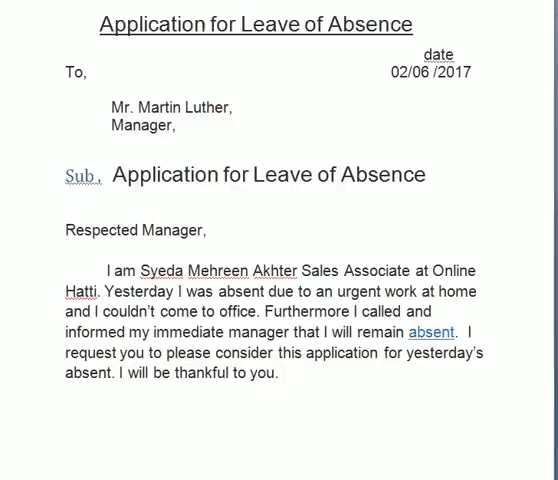 Application for Leave of Absence
date
To,
02/06 /2017
Mr. Martin Luther,
Manager,
Sub. Application for Leave of Absence
Respected Manager,
I am Syeda Mehreen Akhter Sales Associate at Online
Hatti. Yesterday I was absent due to an urgent work at home
and I couldn't come to office. Furthermore I called and
informed my immediate manager that I will remain absent. I
request you to please consider this application for yesterday's
absent. I will be thankful to you.